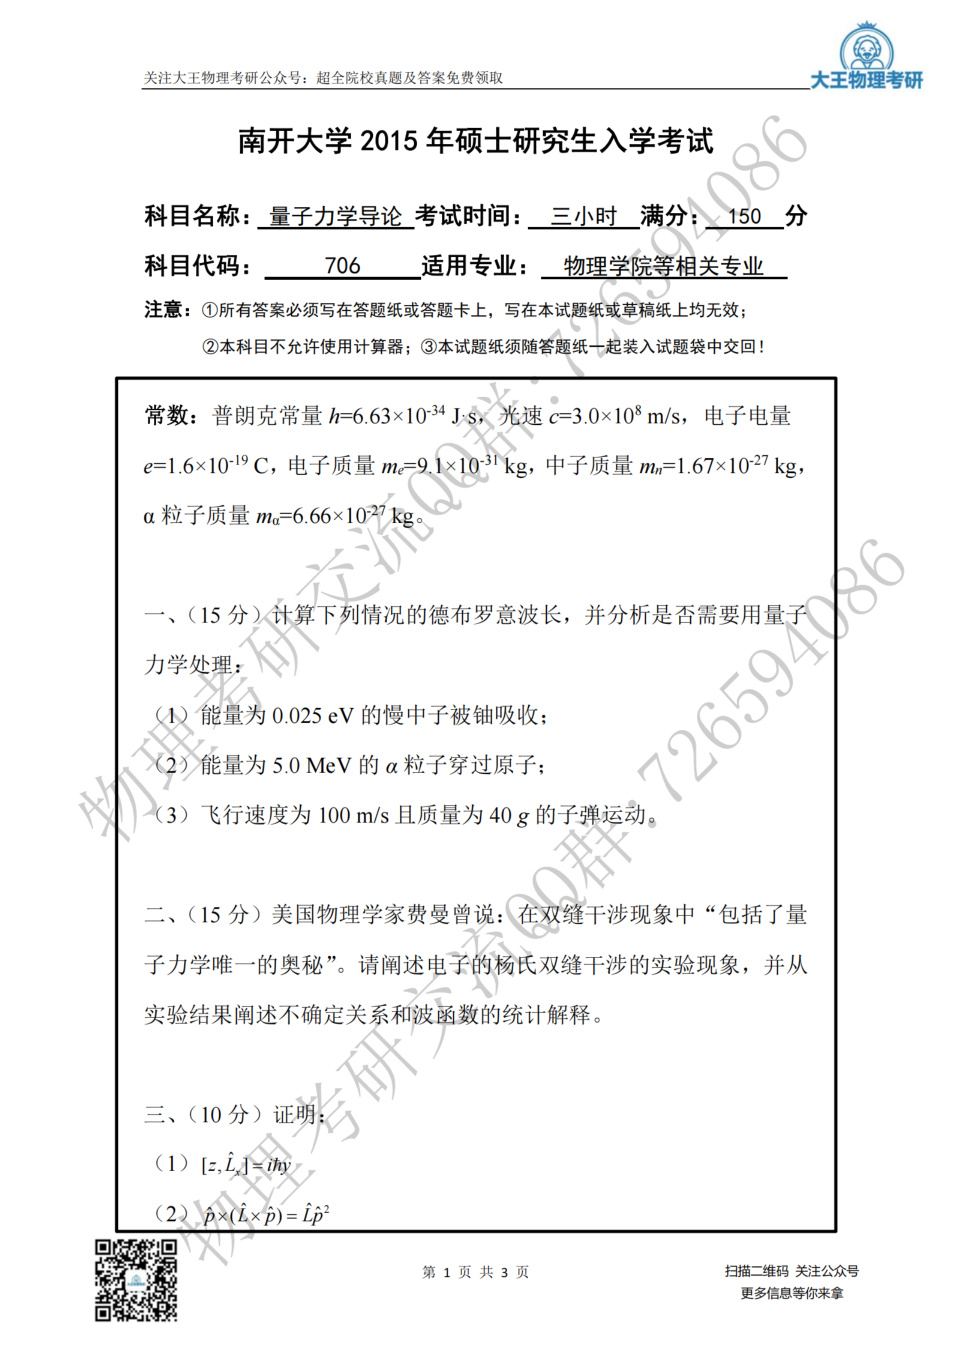 关注大王物理考研公众号：超全院校真题及答案免费领取
大王物理考研
南开大学 2015 年硕士研究生入学考试
科目名称：量子力学导论 考试时间：三小时 满分：150 分
科目代码：706 适用专业：物理学院等相关专业
注意：①所有答案必须写在答题纸或答题卡上，写在本试题纸或草稿纸上均无效；
②本科目不允许使用计算器；③本试题纸须随答题纸一起装入试题袋中交回！
常数：普朗克常量 h=6.63×10⁻³⁴ J·s，光速 c=3.0×10⁸ m/s，电子电量
e=1.6×10⁻¹⁹ C，电子质量 mₑ=9.1×10⁻³¹ kg，中子质量 mₙ=1.67×10⁻²⁷ kg，
α 粒子质量 m_α=6.66×10⁻²⁷ kg。
一、（15 分）计算下列情况的德布罗意波长，并分析是否需要用量子
力学处理：
（1）能量为 0.025 eV 的慢中子被铀吸收；
（2）能量为 5.0 MeV 的 α 粒子穿过原子；
（3）飞行速度为 100 m/s 且质量为 40 g 的子弹运动。
二、（15 分）美国物理学家费曼曾说：在双缝干涉现象中“包括了量
子力学唯一的奥秘”。请阐述电子的杨氏双缝干涉的实验现象，并从
实验结果阐述不确定关系和波函数的统计解释。
三、（10 分）证明：
（1）[z, L̂ₓ] = iħy
（2）p̂×(L̂×p̂) = L̂p̂²
第 1 页 共 3 页
扫描二维码 关注公众号
更多信息等你来拿
物理考研交流QQ群：726594086
物理考研交流QQ群：726594086